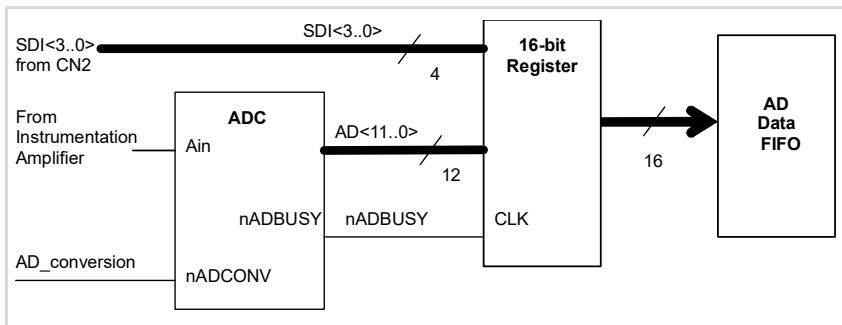 SDI<3..0>
from CN2
SDI<3..0>
4
16-bit
Register
From
Instrumentation
Amplifier
ADC
Ain
AD<11..0>
12
16
AD
Data
FIFO
nADBUSY
nADBUSY
CLK
AD_conversion
nADCONV